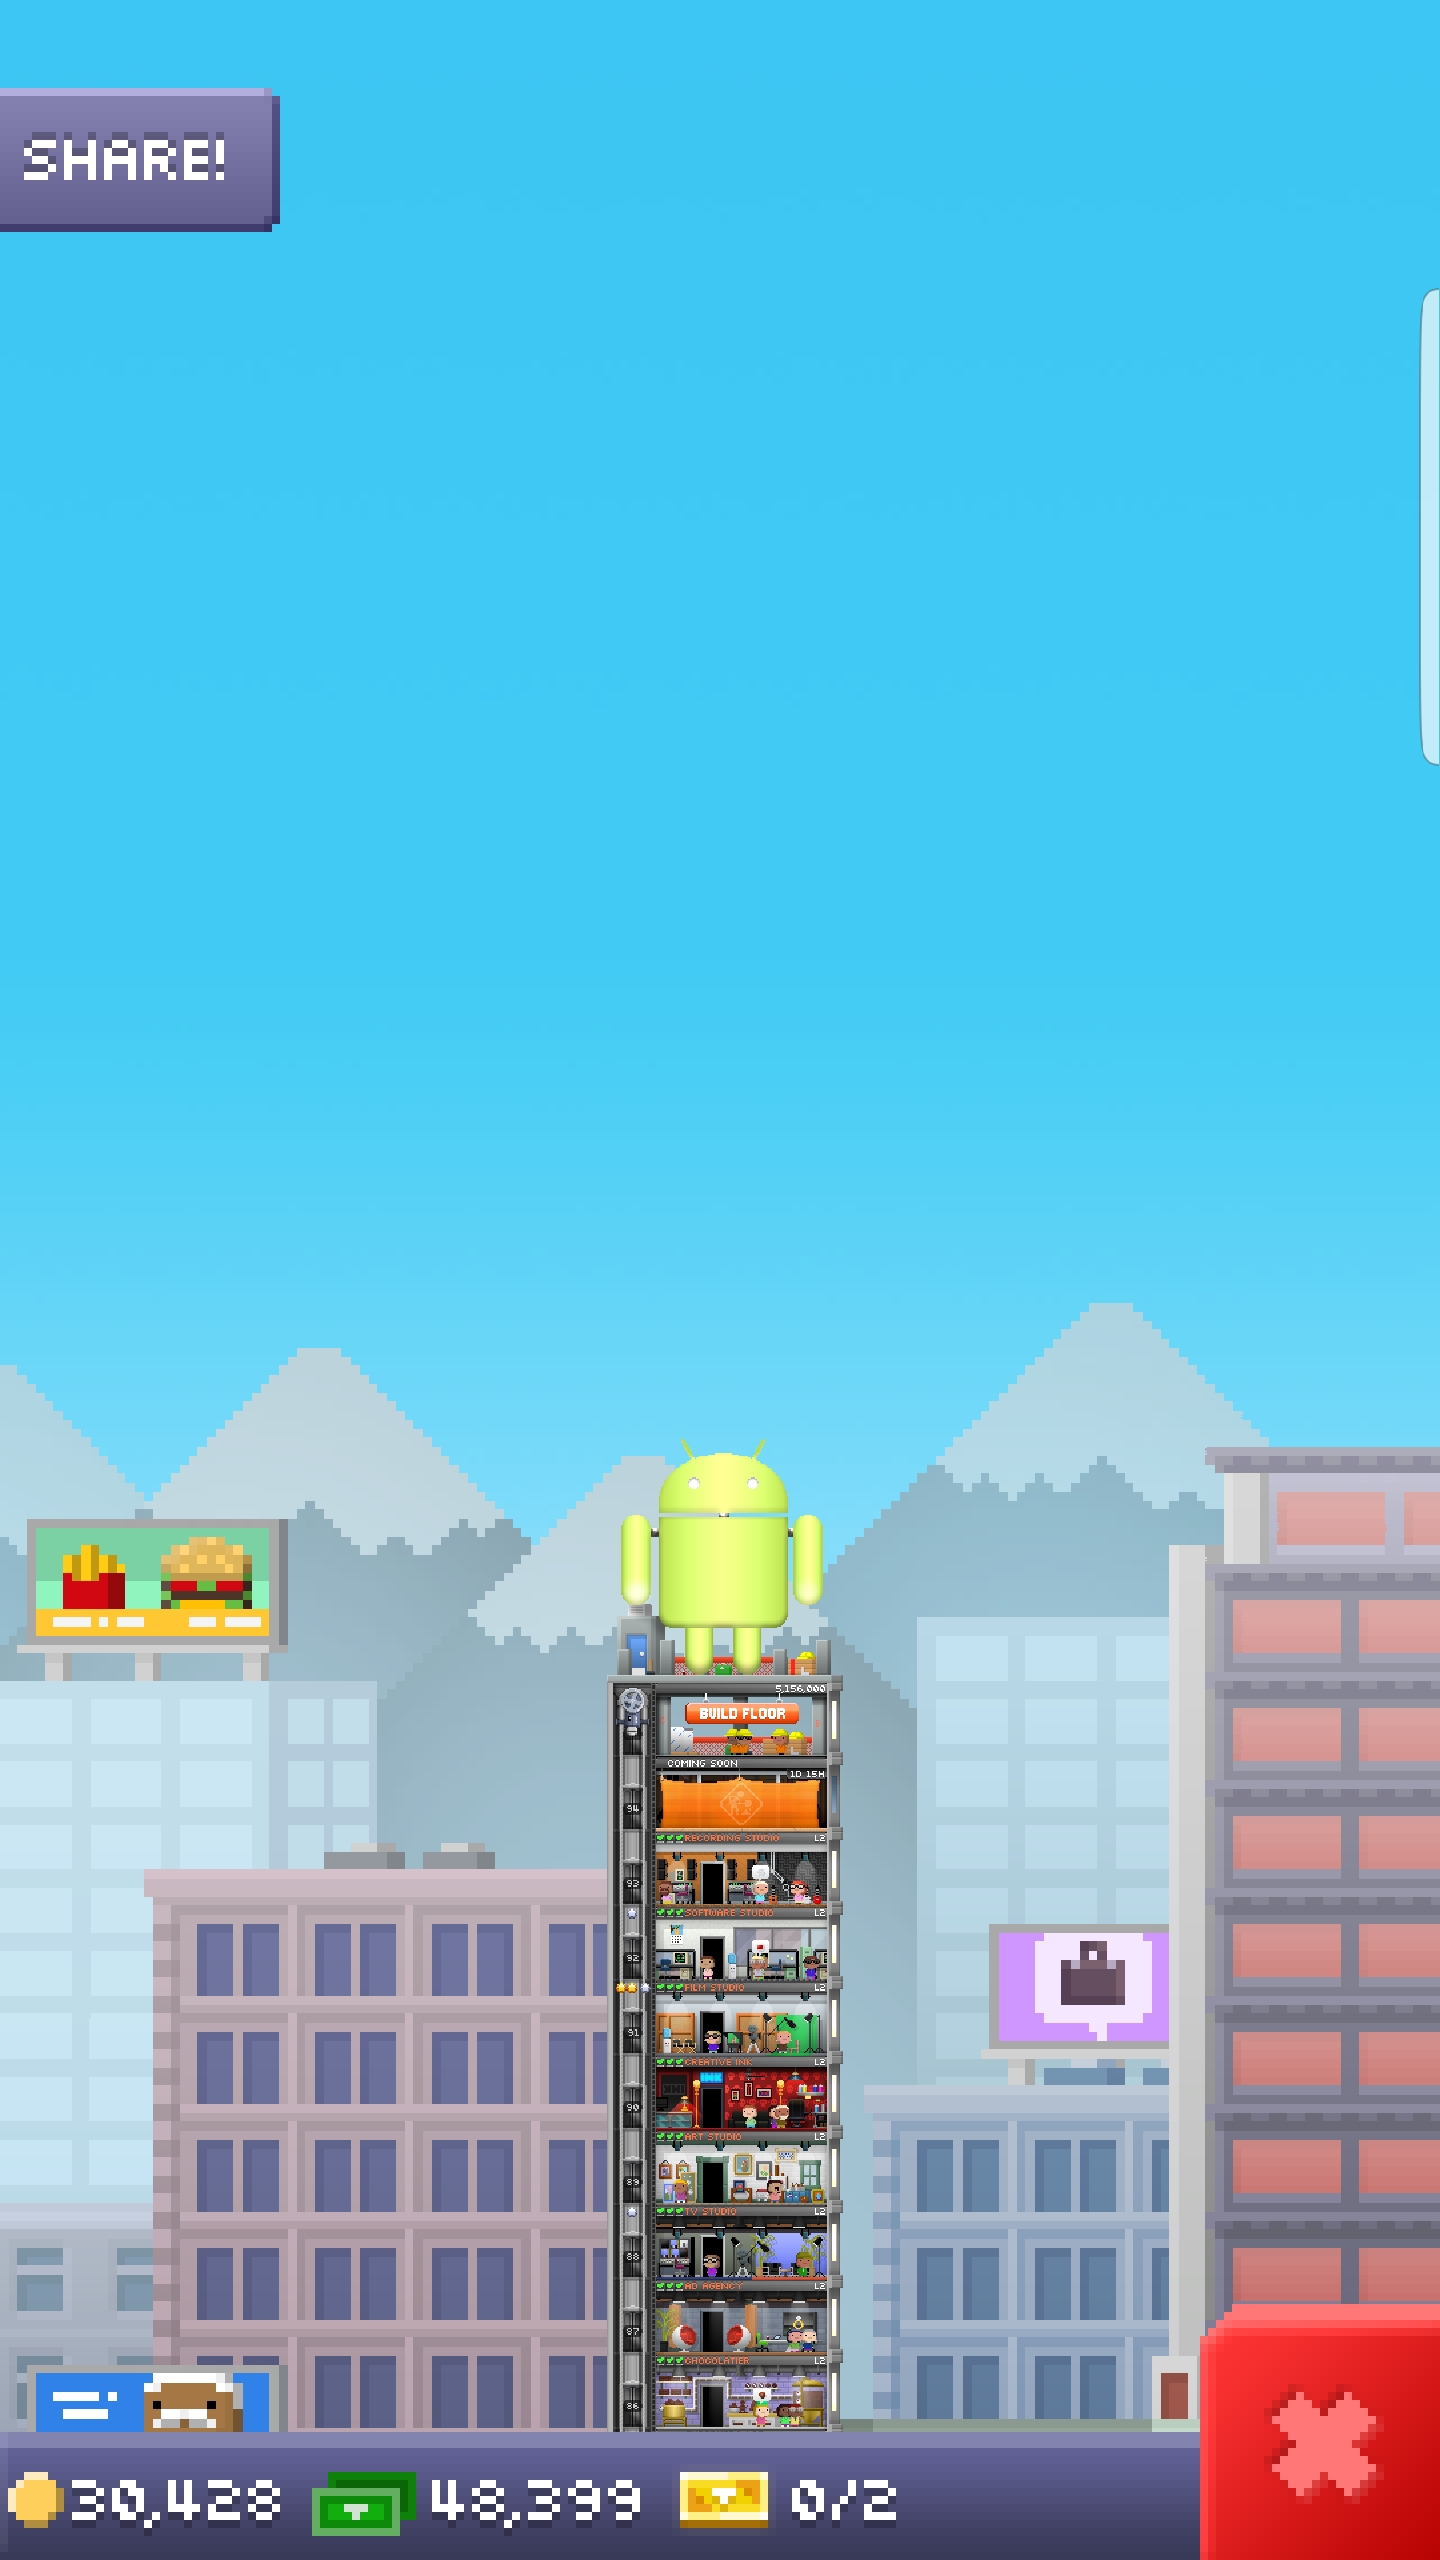 SHARE!
5,156,000
BUILD FLOOR
COMING SOON
1D 15H
94
RECORDING STUDIO L2
93
SOFTWARE STUDIO L2
92
FILM STUDIO L2
91
CREATIVE INK L2
INK
90
ART STUDIO L2
89
TV STUDIO L2
88
AD AGENCY L2
87
CHOCOLATIER L2
86
30,428 48,399 0/2